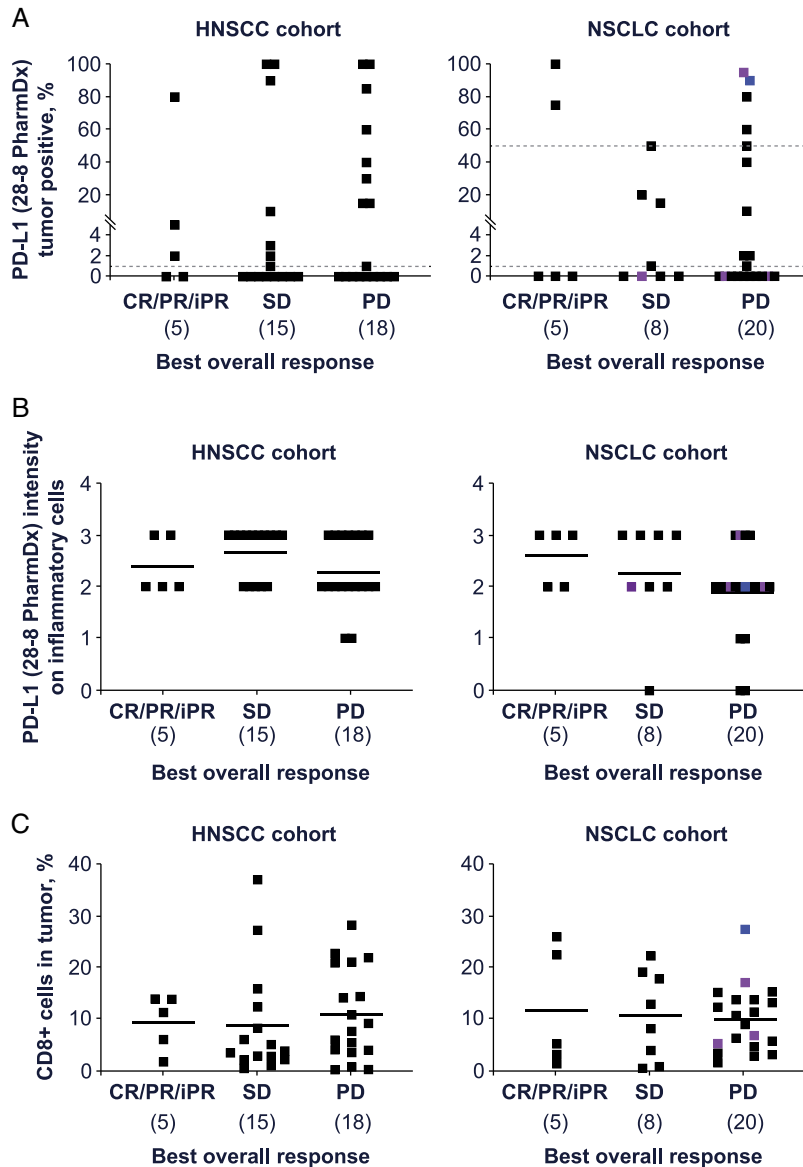 A
HNSCC cohort
NSCLC cohort
PD-L1 (28-8 PharmDx)
tumor positive, %
100
80
60
40
20
4
2
0
100
80
60
40
20
4
2
0
CR/PR/iPR SD PD
(5) (15) (18)
Best overall response
CR/PR/iPR SD PD
(5) (8) (20)
Best overall response
B
HNSCC cohort
NSCLC cohort
PD-L1 (28-8 PharmDx) intensity
on inflammatory cells
4
3
2
1
0
4
3
2
1
0
CR/PR/iPR SD PD
(5) (15) (18)
Best overall response
CR/PR/iPR SD PD
(5) (8) (20)
Best overall response
C
HNSCC cohort
NSCLC cohort
CD8+ cells in tumor, %
40
30
20
10
0
40
30
20
10
0
CR/PR/iPR SD PD
(5) (15) (18)
Best overall response
CR/PR/iPR SD PD
(5) (8) (20)
Best overall response